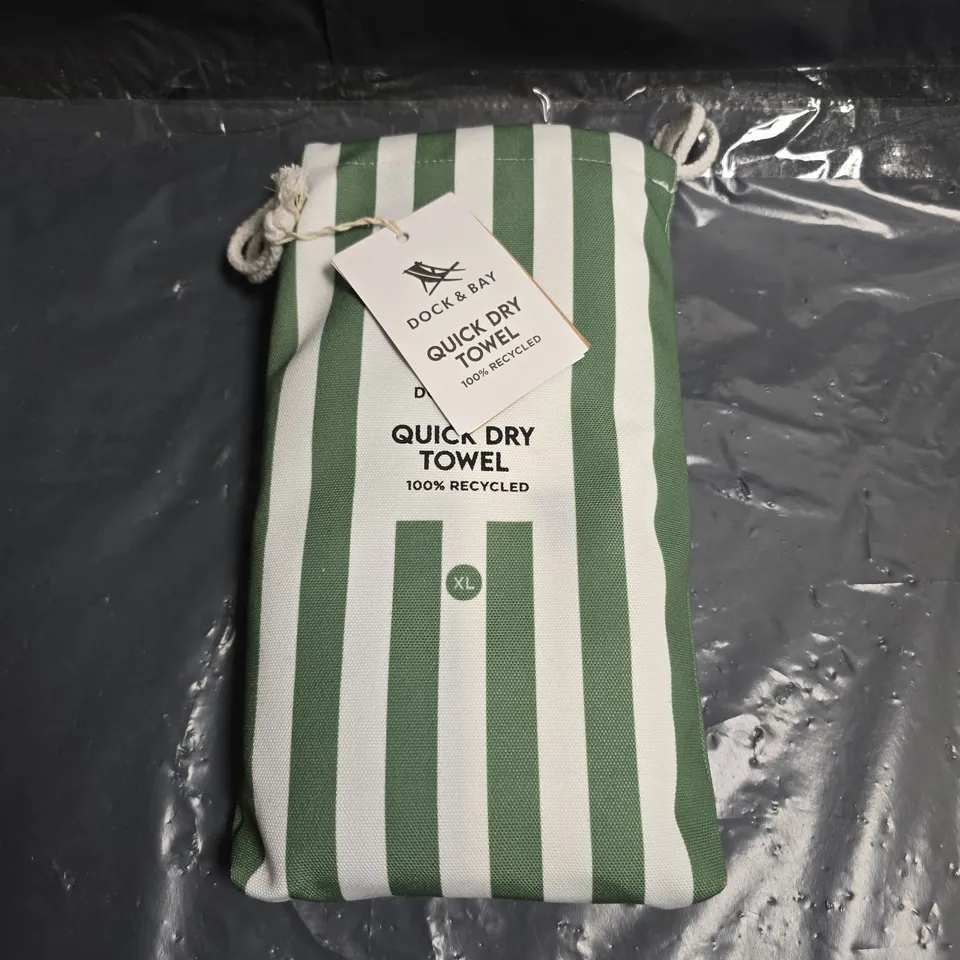 DOCK & BAY
QUICK DRY
TOWEL
100% RECYCLED
QUICK DRY
TOWEL
100% RECYCLED
XL